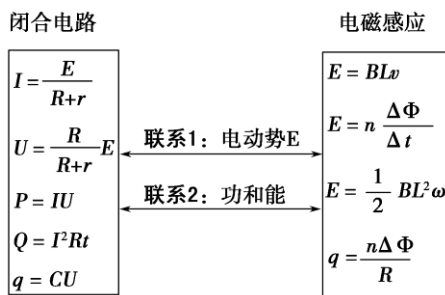 闭合电路
I = E/(R+r)
U = R/(R+r) E
P = IU
Q = I²Rt
q = CU
联系1：电动势E
联系2：功和能
电磁感应
E = BLv
E = n ΔΦ/Δt
E = 1/2 BL²ω
q = nΔΦ/R